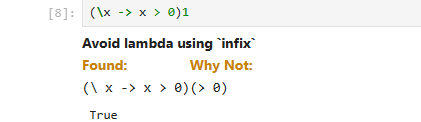 [8]: (\x -> x > 0)1
Avoid lambda using `infix`
Found: Why Not:
(\ x -> x > 0)(> 0)
True